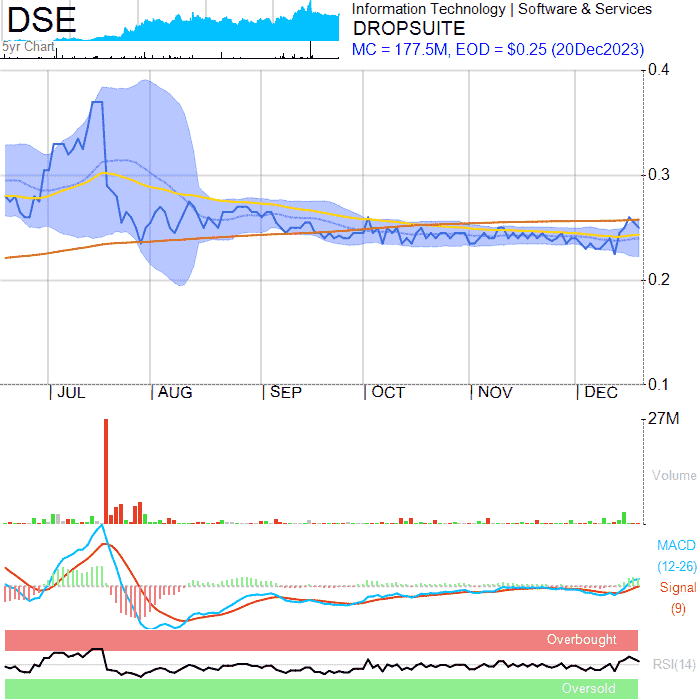 DSE
5yr Chart
Information Technology | Software & Services
DROPSUITE
MC = 177.5M, EOD = $0.25 (20Dec2023)
0.4
0.3
0.2
0.1
| JUL | AUG | SEP | OCT | NOV | DEC
27M
Volume
MACD
(12-26)
Signal
(9)
Overbought
RSI(14)
Oversold